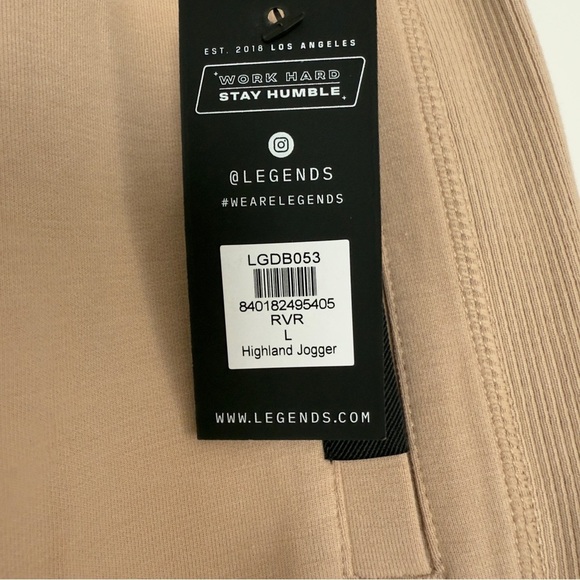 EST. 2018 LOS ANGELES
WORK HARD
STAY HUMBLE
@LEGENDS
#WEARELEGENDS
LGDB053
840182495405
RVR
L
Highland Jogger
WWW.LEGENDS.COM